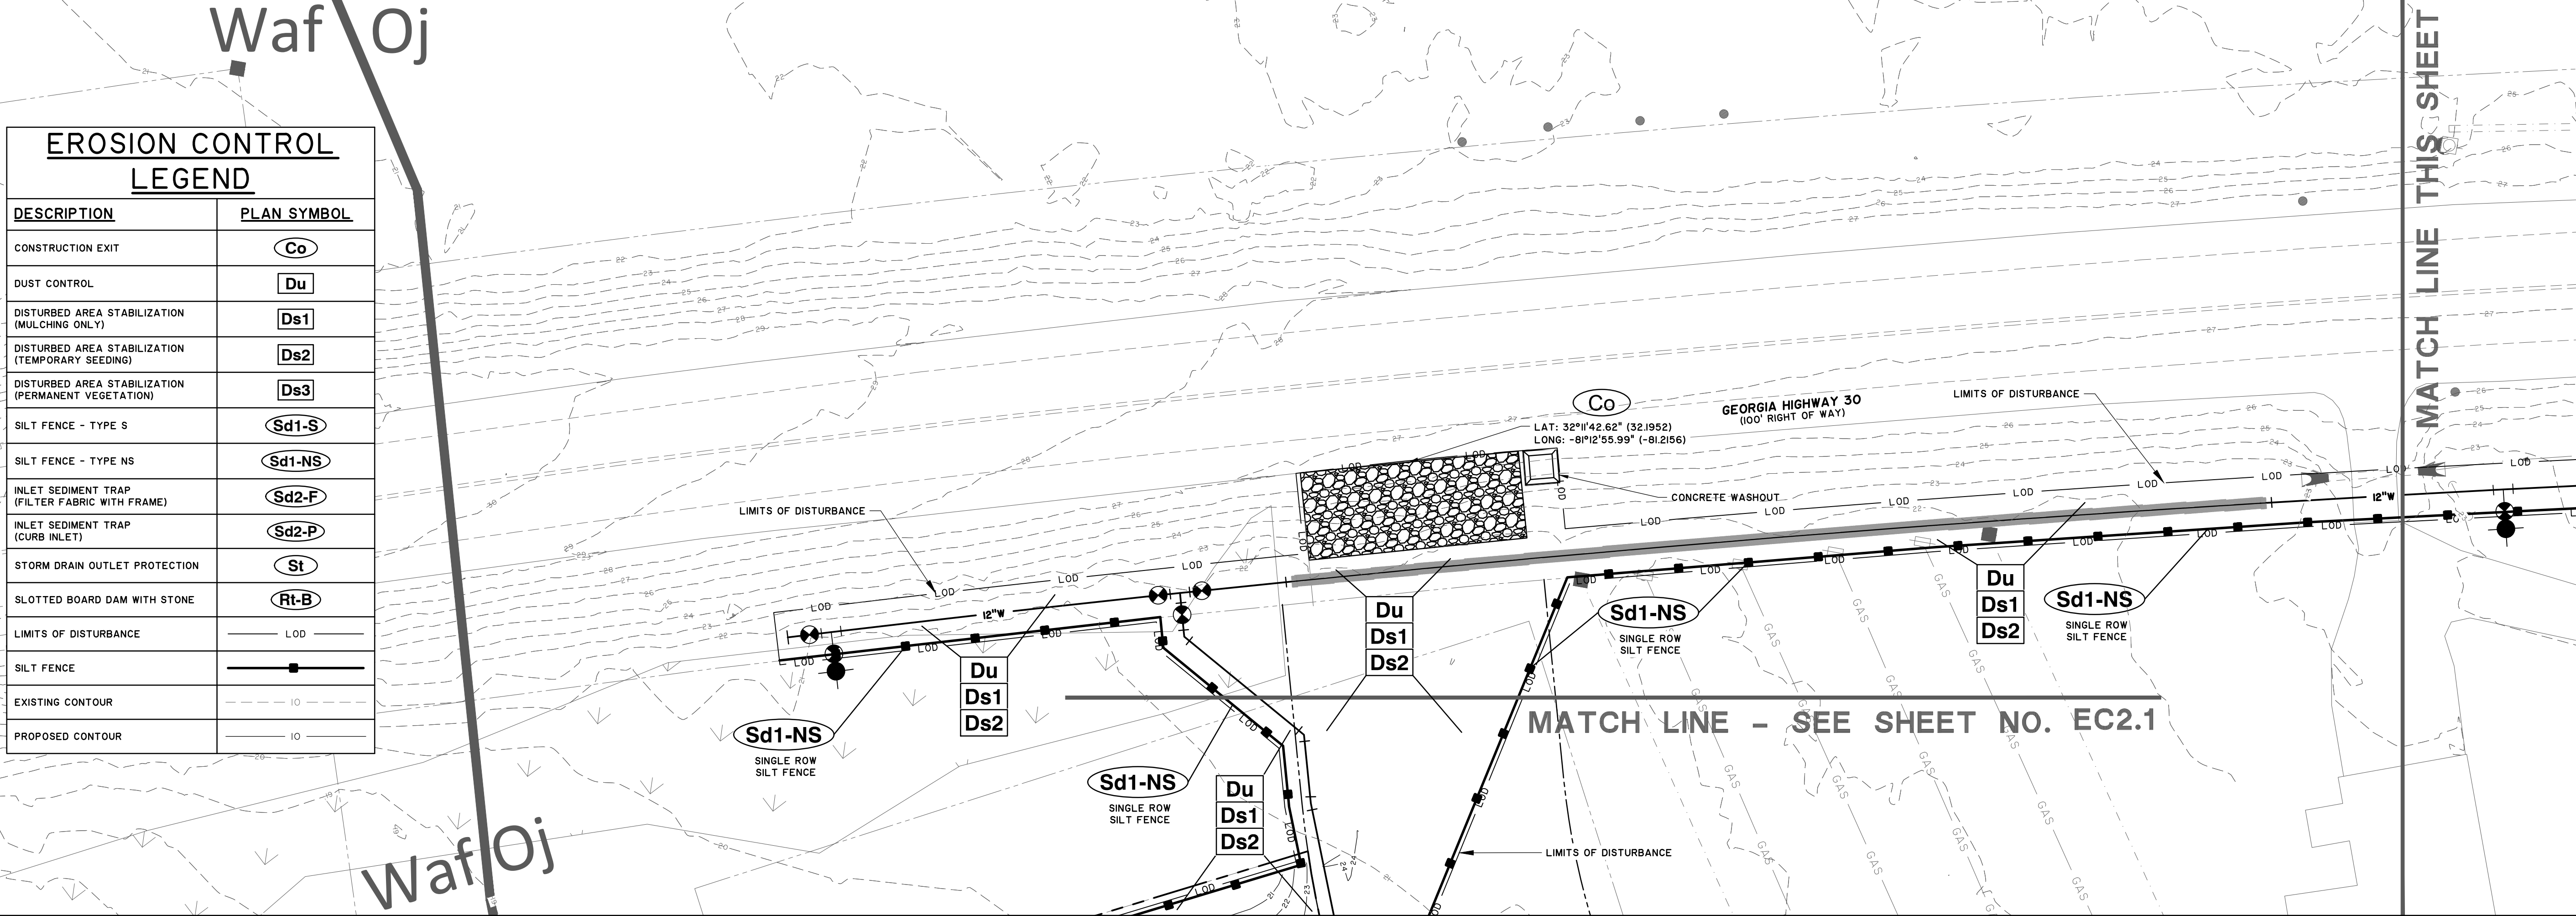 Waf Oj
EROSION CONTROL
LEGEND
DESCRIPTION PLAN SYMBOL
CONSTRUCTION EXIT Co
DUST CONTROL Du
DISTURBED AREA STABILIZATION
(MULCHING ONLY) Ds1
DISTURBED AREA STABILIZATION
(TEMPORARY SEEDING) Ds2
DISTURBED AREA STABILIZATION
(PERMANENT VEGETATION) Ds3
SILT FENCE - TYPE S Sd1-S
SILT FENCE - TYPE NS Sd1-NS
INLET SEDIMENT TRAP
(FILTER FABRIC WITH FRAME) Sd2-F
INLET SEDIMENT TRAP
(CURB INLET) Sd2-P
STORM DRAIN OUTLET PROTECTION St
SLOTTED BOARD DAM WITH STONE Rt-B
LIMITS OF DISTURBANCE LOD
SILT FENCE
EXISTING CONTOUR 10
PROPOSED CONTOUR 10
MATCH LINE THIS SHEET
Co
LAT: 32°11'42.62" (32.1952)
LONG: -81°12'55.99" (-81.2156)
GEORGIA HIGHWAY 30
(100' RIGHT OF WAY)
LIMITS OF DISTURBANCE
CONCRETE WASHOUT
LIMITS OF DISTURBANCE
12"W
12"W
Du
Ds1
Ds2
Sd1-NS
SINGLE ROW
SILT FENCE
Du
Ds1
Ds2
Sd1-NS
SINGLE ROW
SILT FENCE
Du
Ds1
Ds2
Sd1-NS
SINGLE ROW
SILT FENCE
MATCH LINE - SEE SHEET NO. EC2.1
Sd1-NS
SINGLE ROW
SILT FENCE
Du
Ds1
Ds2
LIMITS OF DISTURBANCE
Waf Oj